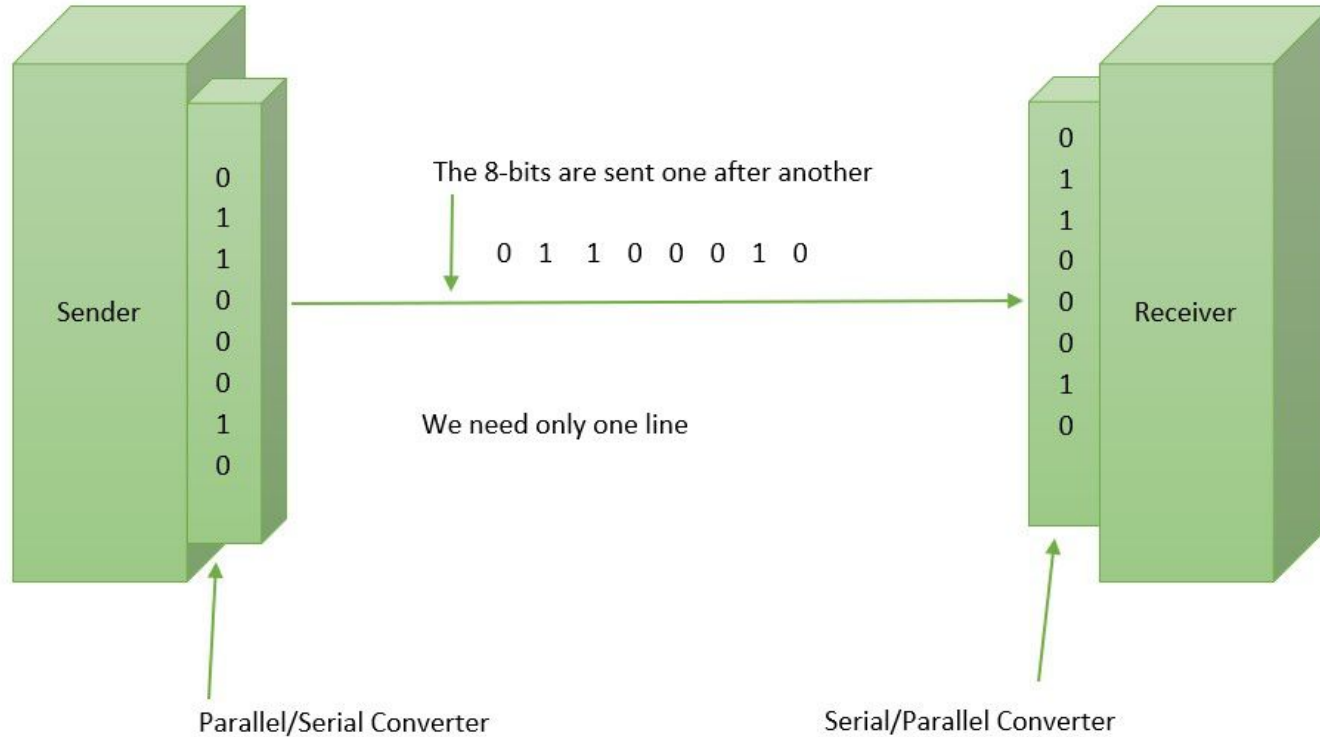 The 8-bits are sent one after another
0 1 1 0 0 0 1 0
Sender
0
1
1
0
0
0
1
0
We need only one line
0
1
1
0
0
0
1
0
Receiver
Parallel/Serial Converter
Serial/Parallel Converter